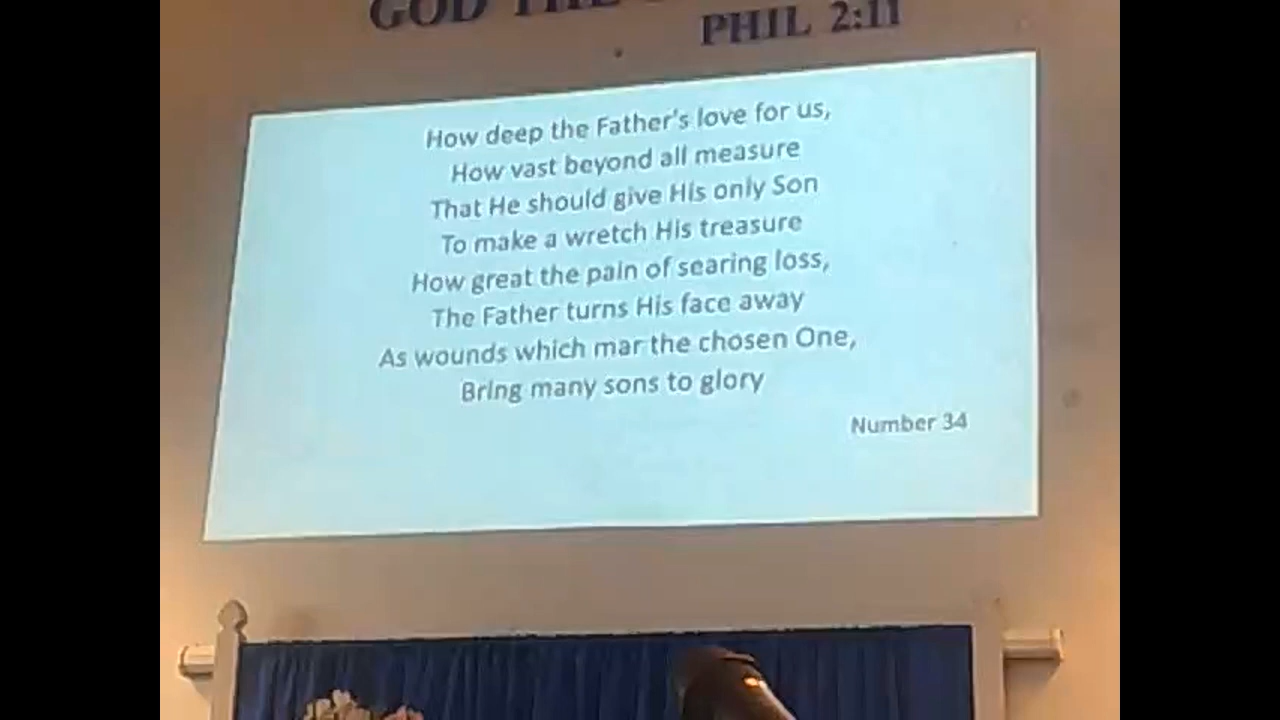 GOD THE
PHIL 2:11
How deep the Father's love for us,
How vast beyond all measure
That He should give His only Son
To make a wretch His treasure
How great the pain of searing loss,
The Father turns His face away
As wounds which mar the chosen One,
Bring many sons to glory
Number 34